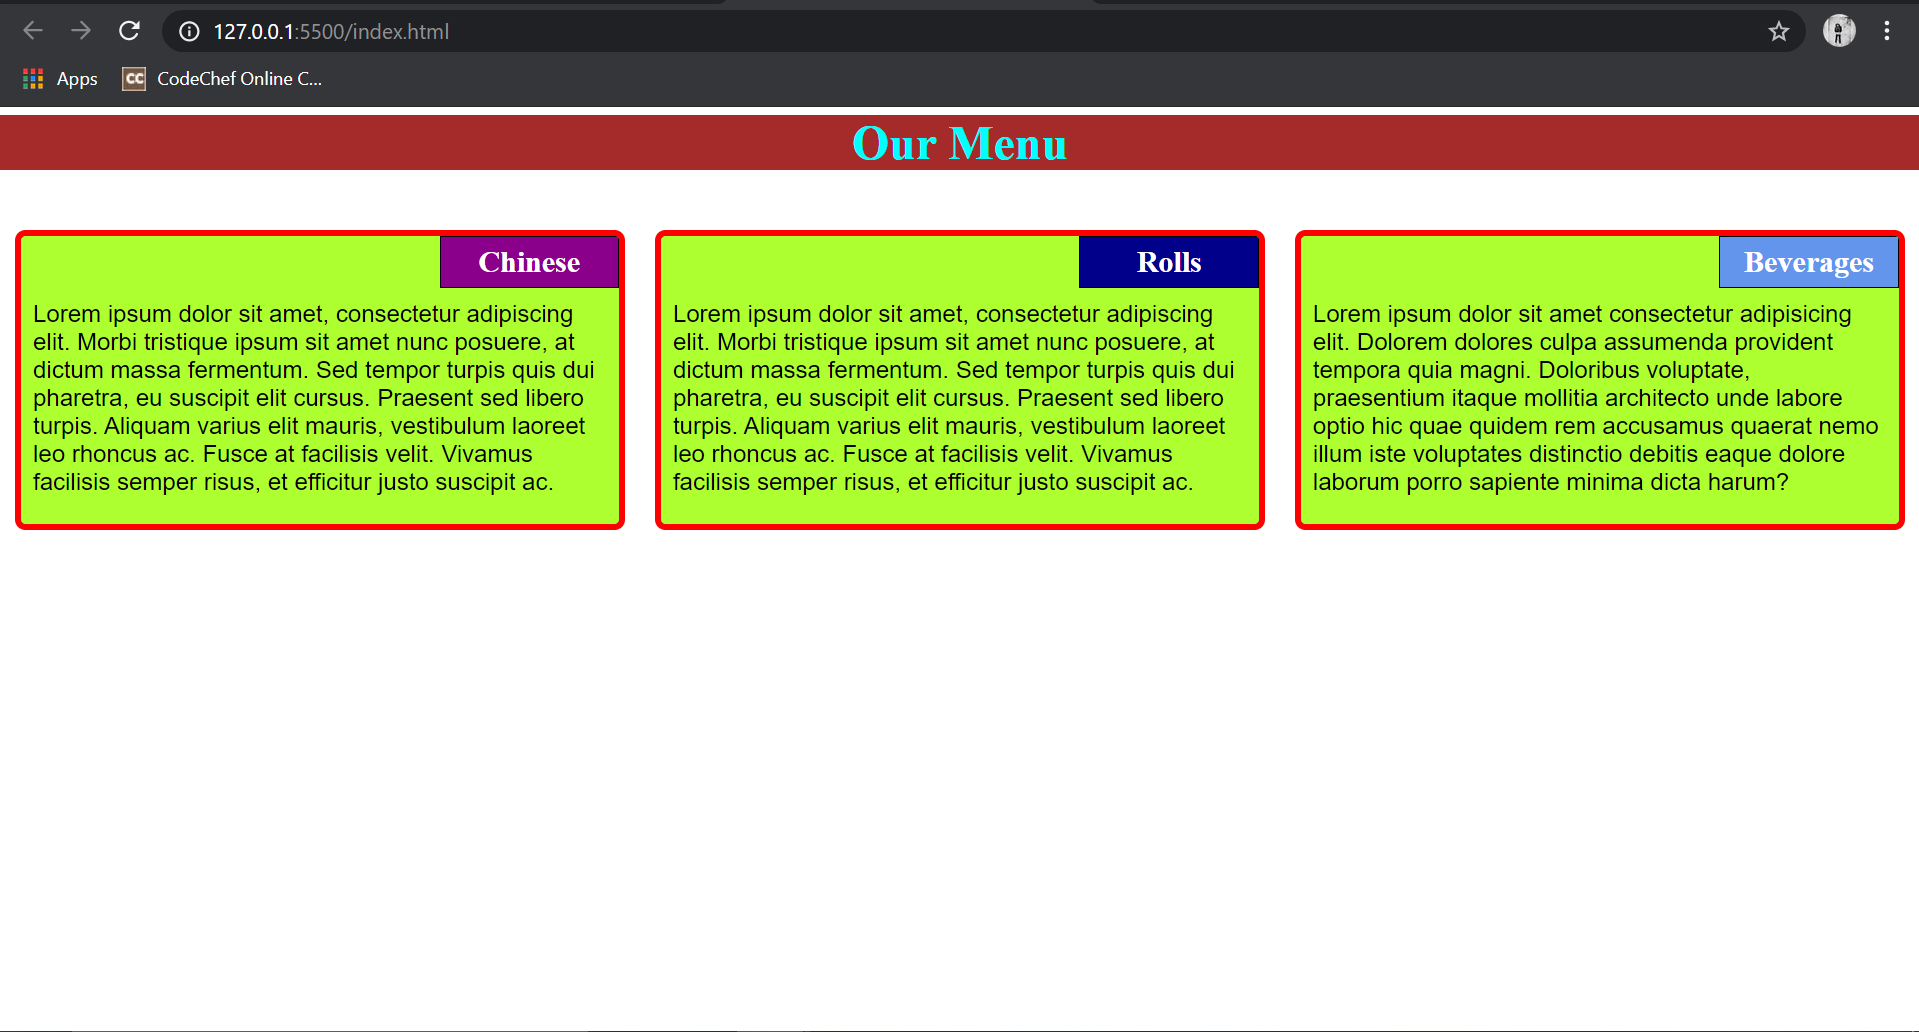 127.0.0.1:5500/index.html
Apps
CC CodeChef Online C...
Our Menu
Chinese
Lorem ipsum dolor sit amet, consectetur adipiscing
elit. Morbi tristique ipsum sit amet nunc posuere, at
dictum massa fermentum. Sed tempor turpis quis dui
pharetra, eu suscipit elit cursus. Praesent sed libero
turpis. Aliquam varius elit mauris, vestibulum laoreet
leo rhoncus ac. Fusce at facilisis velit. Vivamus
facilisis semper risus, et efficitur justo suscipit ac.
Rolls
Lorem ipsum dolor sit amet, consectetur adipiscing
elit. Morbi tristique ipsum sit amet nunc posuere, at
dictum massa fermentum. Sed tempor turpis quis dui
pharetra, eu suscipit elit cursus. Praesent sed libero
turpis. Aliquam varius elit mauris, vestibulum laoreet
leo rhoncus ac. Fusce at facilisis velit. Vivamus
facilisis semper risus, et efficitur justo suscipit ac.
Beverages
Lorem ipsum dolor sit amet consectetur adipisicing
elit. Dolorem dolores culpa assumenda provident
tempora quia magni. Doloribus voluptate,
praesentium itaque mollitia architecto unde labore
optio hic quae quidem rem accusamus quaerat nemo
illum iste voluptates distinctio debitis eaque dolore
laborum porro sapiente minima dicta harum?